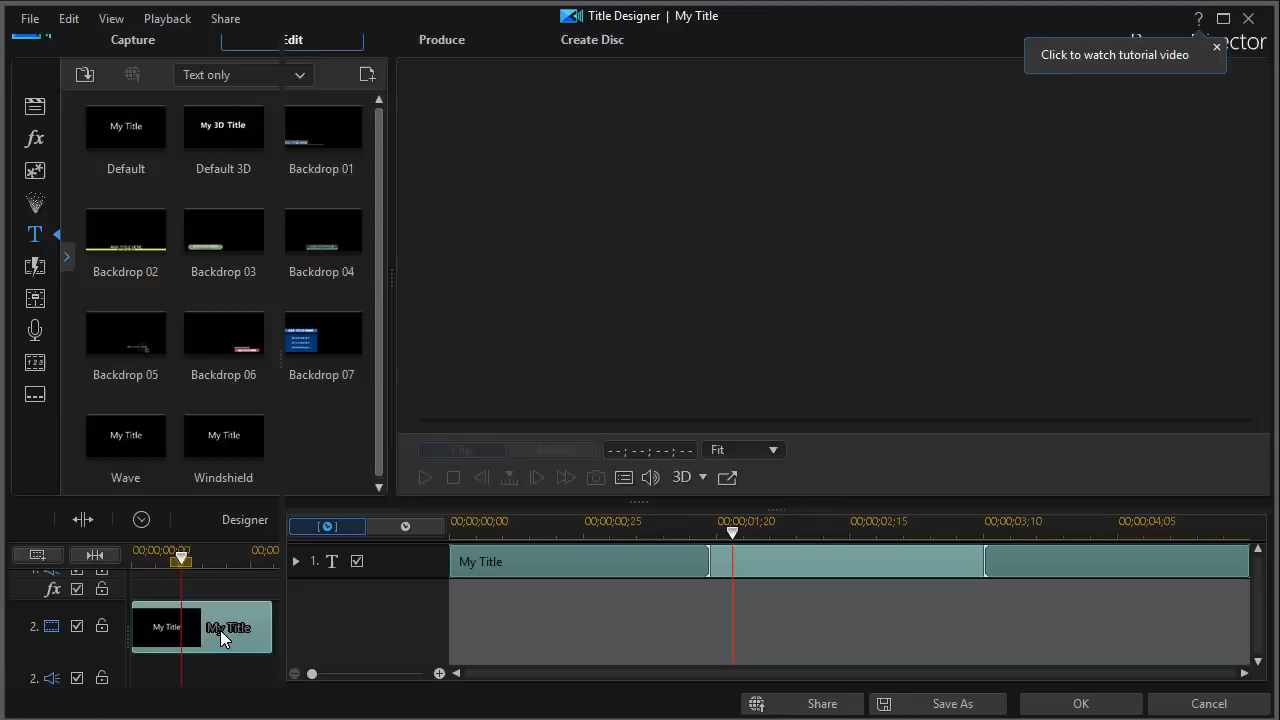 File Edit View Playback Share
Title Designer | My Title
Capture Edit Produce Create Disc
Click to watch tutorial video
Text only
My Title My 3D Title
Default Default 3D Backdrop 01
Backdrop 02 Backdrop 03 Backdrop 04
Backdrop 05 Backdrop 06 Backdrop 07
My Title My Title
Wave Windshield
Clip --;--;--;-- Fit
3D
Designer
00;00;00;00 00;00;00;25 00;00;01;20 00;00;02;15 00;00;03;10 00;00;04;05
00;00;00;00 00;00
1. T My Title
fx
2. My Title My Title
2.
Share Save As OK Cancel